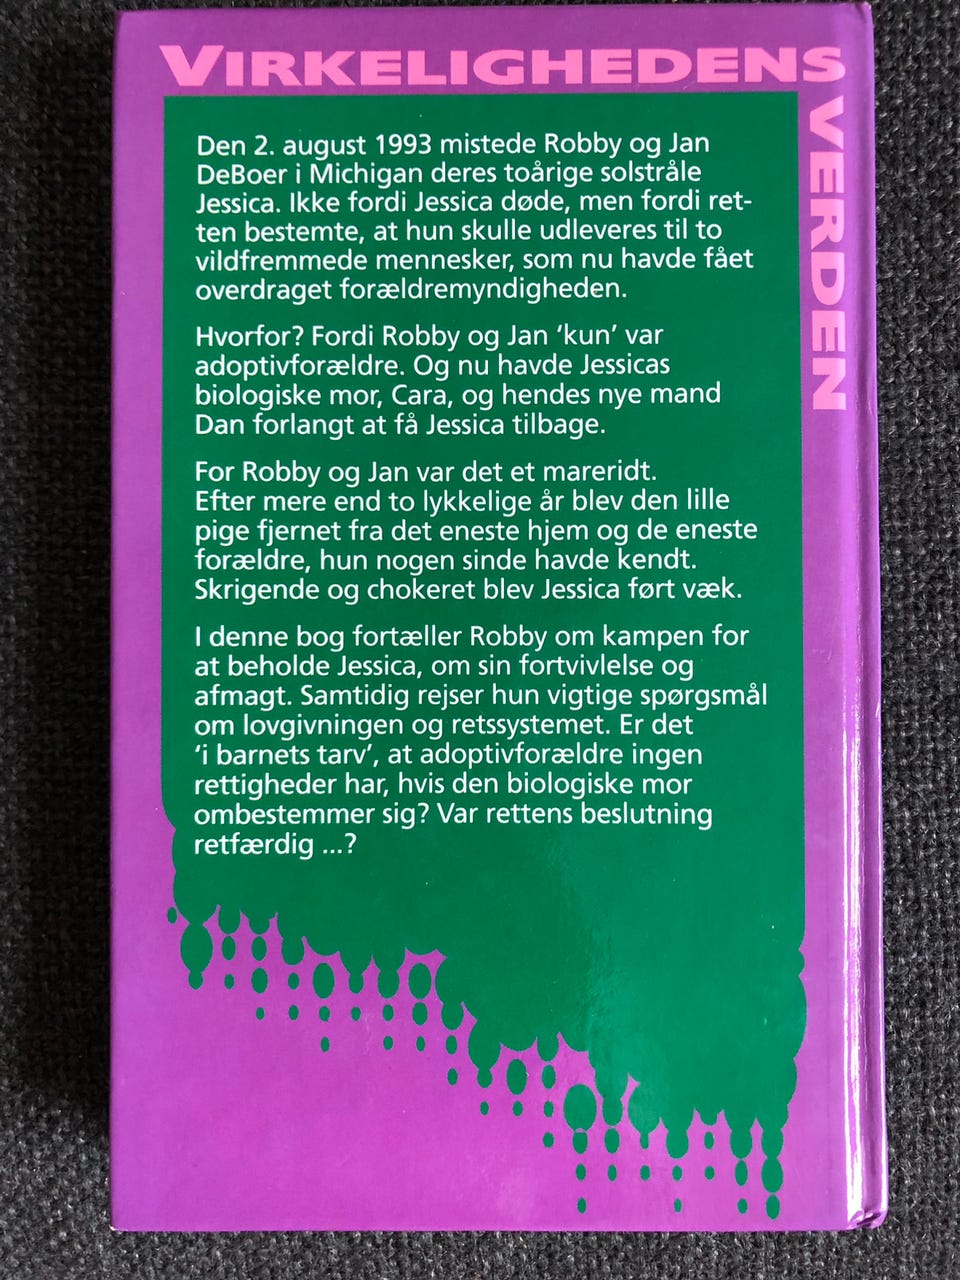 VIRKELIGHEDENS
VERDEN
Den 2. august 1993 mistede Robby og Jan
DeBoer i Michigan deres toårige solstråle
Jessica. Ikke fordi Jessica døde, men fordi ret-
ten bestemte, at hun skulle udleveres til to
vildfremmede mennesker, som nu havde fået
overdraget forældremyndigheden.
Hvorfor? Fordi Robby og Jan ‘kun’ var
adoptivforældre. Og nu havde Jessicas
biologiske mor, Cara, og hendes nye mand
Dan forlangt at få Jessica tilbage.
For Robby og Jan var det et mareridt.
Efter mere end to lykkelige år blev den lille
pige fjernet fra det eneste hjem og de eneste
forældre, hun nogen sinde havde kendt.
Skrigende og chokeret blev Jessica ført væk.
I denne bog fortæller Robby om kampen for
at beholde Jessica, om sin fortvivlelse og
afmagt. Samtidig rejser hun vigtige spørgsmål
om lovgivningen og retssystemet. Er det
‘i barnets tarv’, at adoptivforældre ingen
rettigheder har, hvis den biologiske mor
ombestemmer sig? Var rettens beslutning
retfærdig ...?